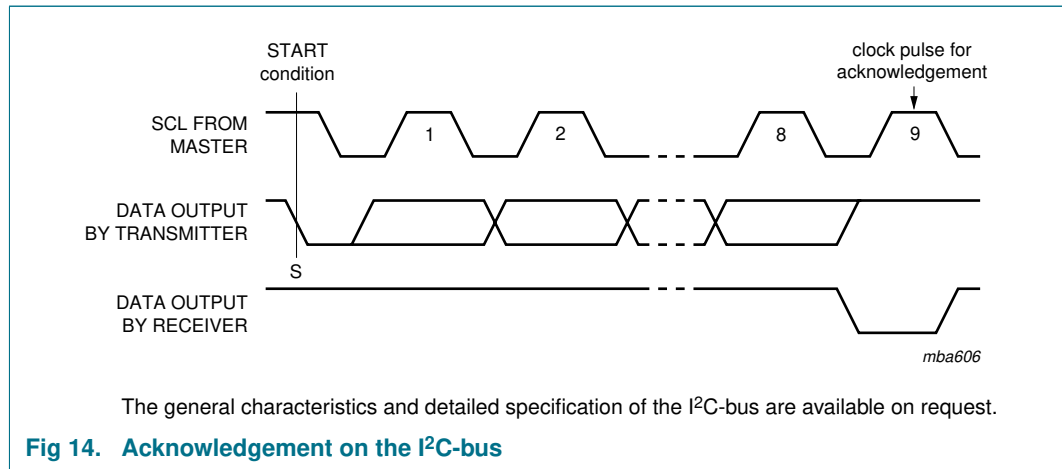 START
condition
clock pulse for
acknowledgement
SCL FROM
MASTER
1
2
8
9
DATA OUTPUT
BY TRANSMITTER
S
DATA OUTPUT
BY RECEIVER
mba606
The general characteristics and detailed specification of the I²C-bus are available on request.
Fig 14. Acknowledgement on the I²C-bus